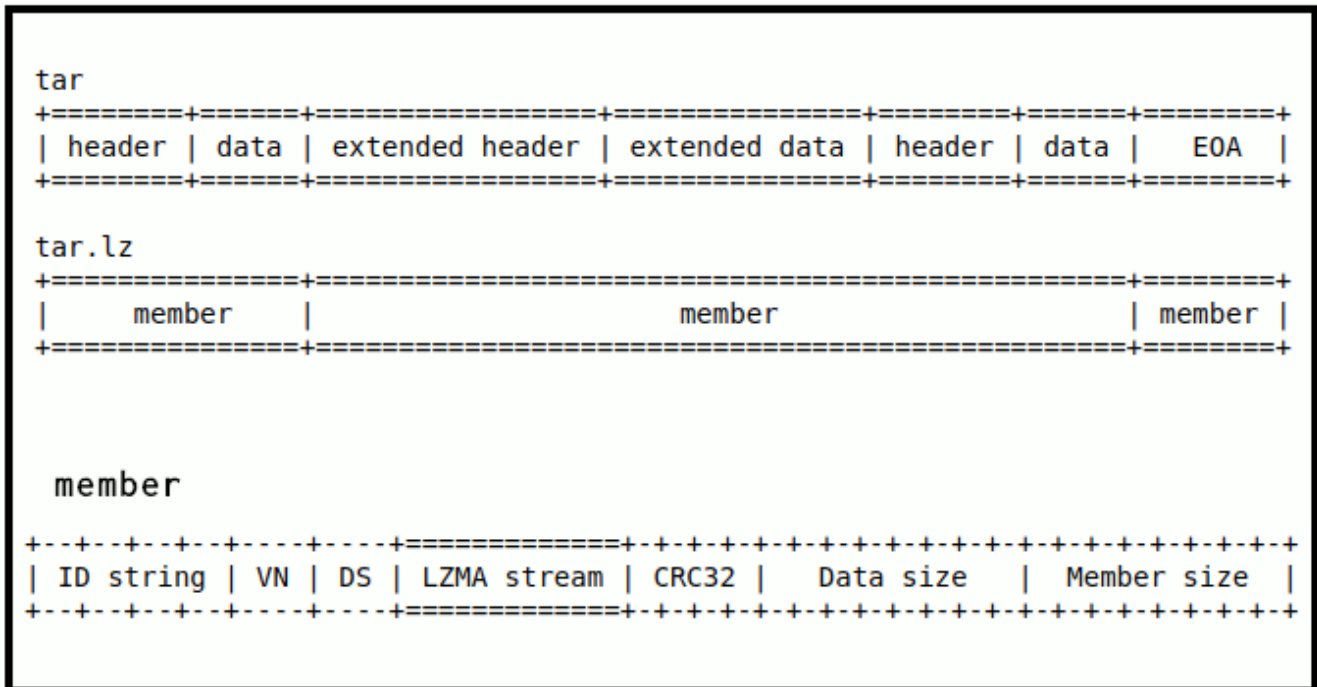 tar
+========+======+=================+===============+========+======+========+
| header | data | extended header | extended data | header | data |   EOA  |
+========+======+=================+===============+========+======+========+
tar.lz
+===============+=================================================+========+
|     member    |                      member                     | member |
+===============+=================================================+========+
member
+--+--+--+--+----+----+=============+-+-+-+-+-+-+-+-+-+-+-+-+-+-+-+-+-+-+-+-+
| ID string | VN | DS | LZMA stream | CRC32 |   Data size   |  Member size  |
+--+--+--+--+----+----+=============+-+-+-+-+-+-+-+-+-+-+-+-+-+-+-+-+-+-+-+-+